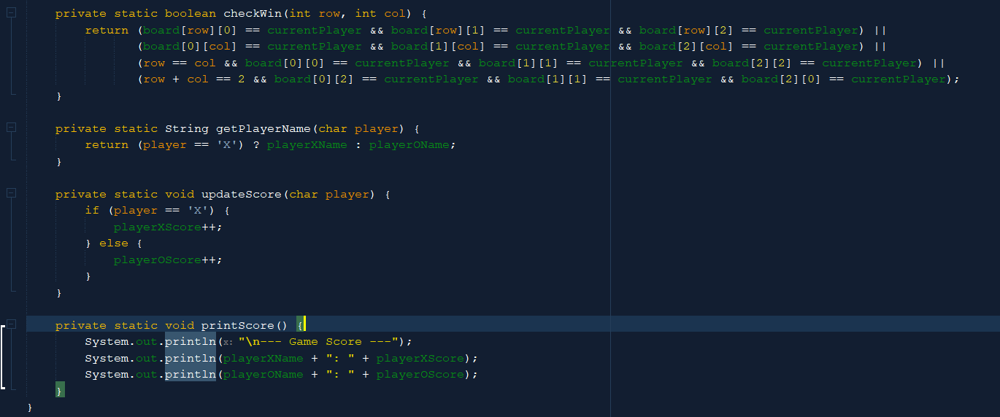 private static boolean checkWin(int row, int col) {
return (board[row][0] == currentPlayer && board[row][1] == currentPlayer && board[row][2] == currentPlayer) ||
(board[0][col] == currentPlayer && board[1][col] == currentPlayer && board[2][col] == currentPlayer) ||
(row == col && board[0][0] == currentPlayer && board[1][1] == currentPlayer && board[2][2] == currentPlayer) ||
(row + col == 2 && board[0][2] == currentPlayer && board[1][1] == currentPlayer && board[2][0] == currentPlayer);
}
private static String getPlayerName(char player) {
return (player == 'X') ? playerXName : playerOName;
}
private static void updateScore(char player) {
if (player == 'X') {
playerXScore++;
} else {
playerOScore++;
}
}
private static void printScore() {
System.out.println(x: "\n--- Game Score ---");
System.out.println(playerXName + ": " + playerXScore);
System.out.println(playerOName + ": " + playerOScore);
}
}